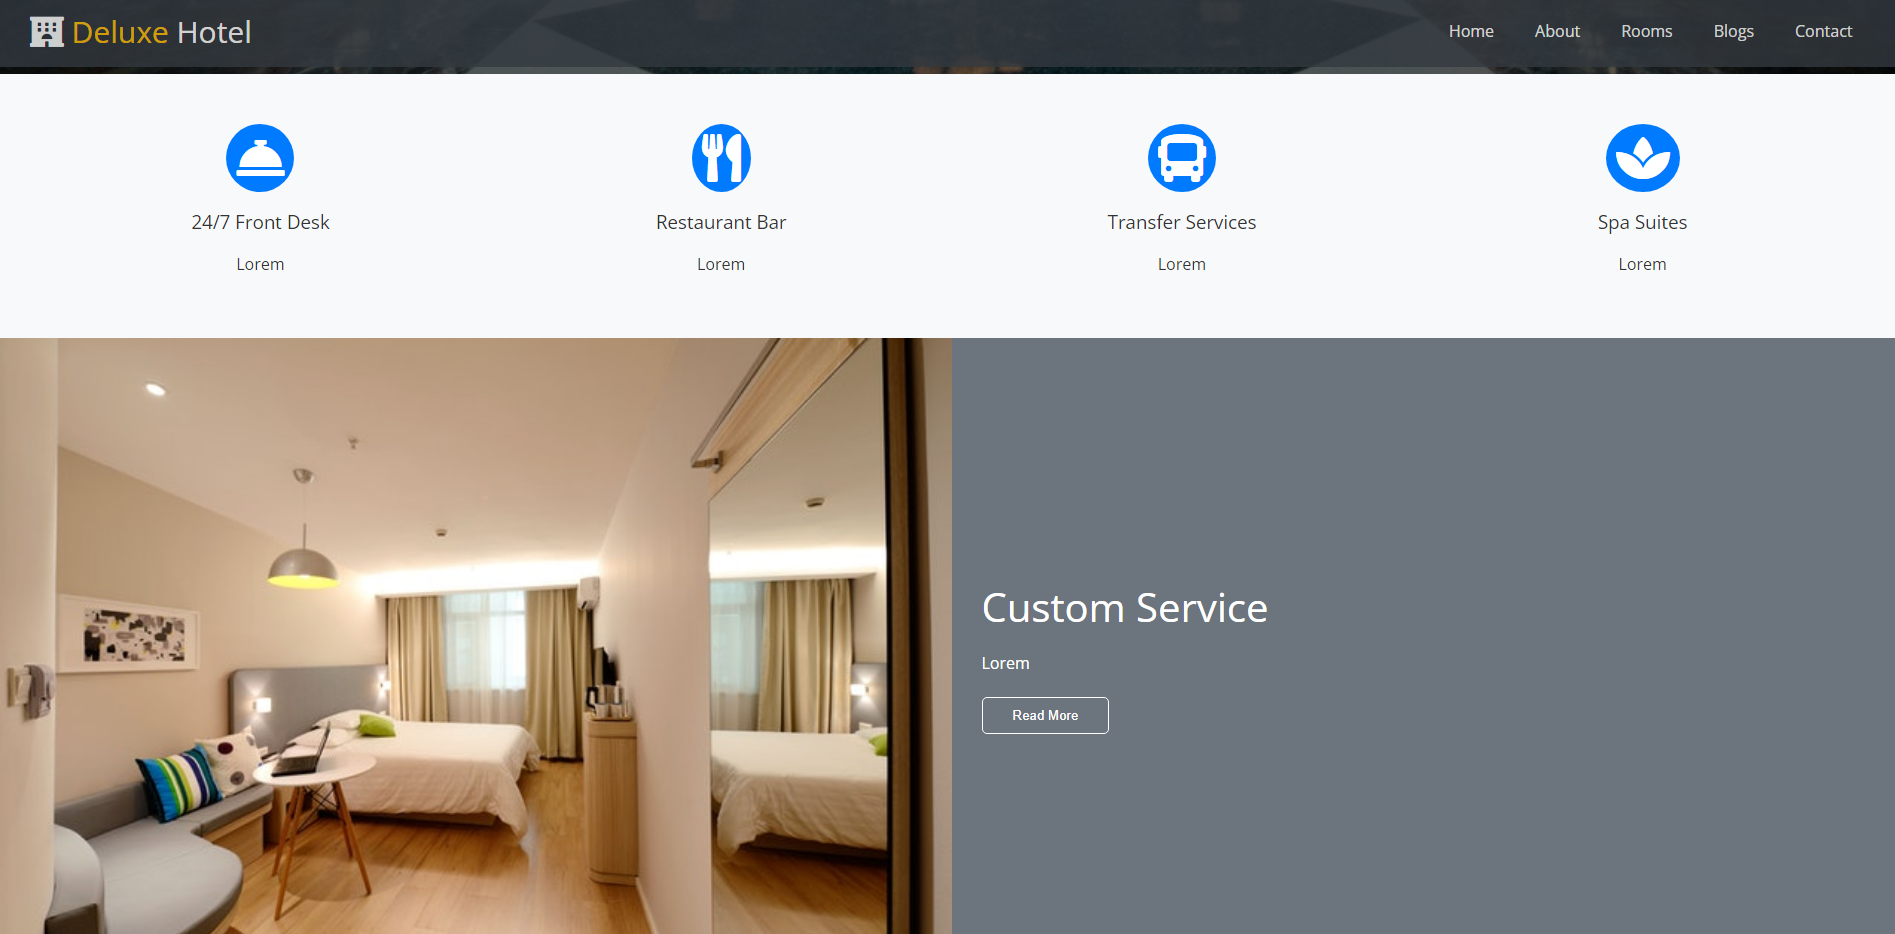 Deluxe Hotel
Home About Rooms Blogs Contact
24/7 Front Desk
Lorem
Restaurant Bar
Lorem
Transfer Services
Lorem
Spa Suites
Lorem
Custom Service
Lorem
Read More